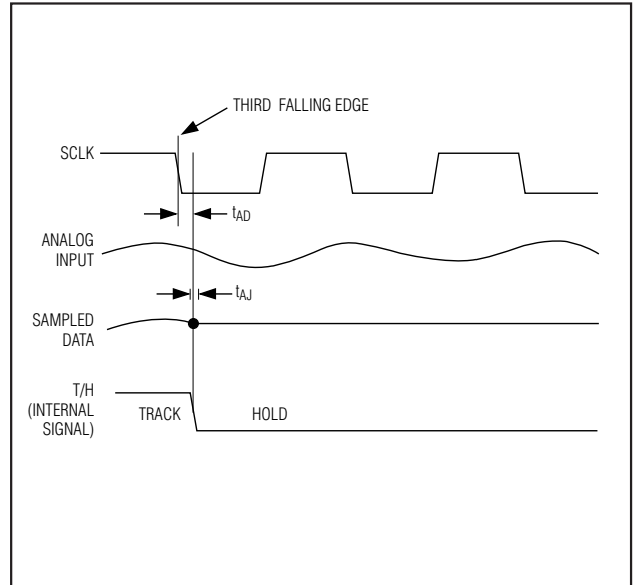 THIRD FALLING EDGE
SCLK
tAD
ANALOG
INPUT
tAJ
SAMPLED
DATA
T/H
(INTERNAL
SIGNAL)
TRACK
HOLD